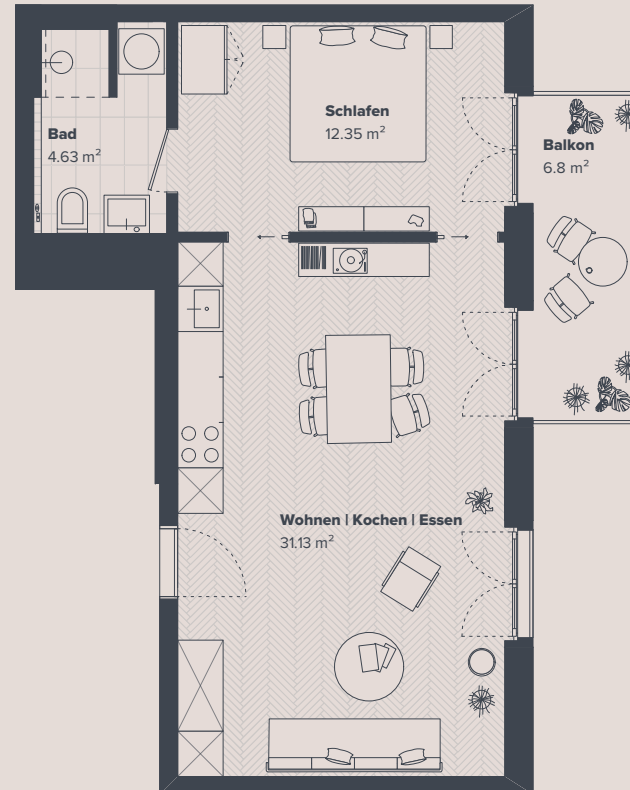 Schlafen
12.35 m²
Bad
4.63 m²
Balkon
6.8 m²
Wohnen | Kochen | Essen
31.13 m²